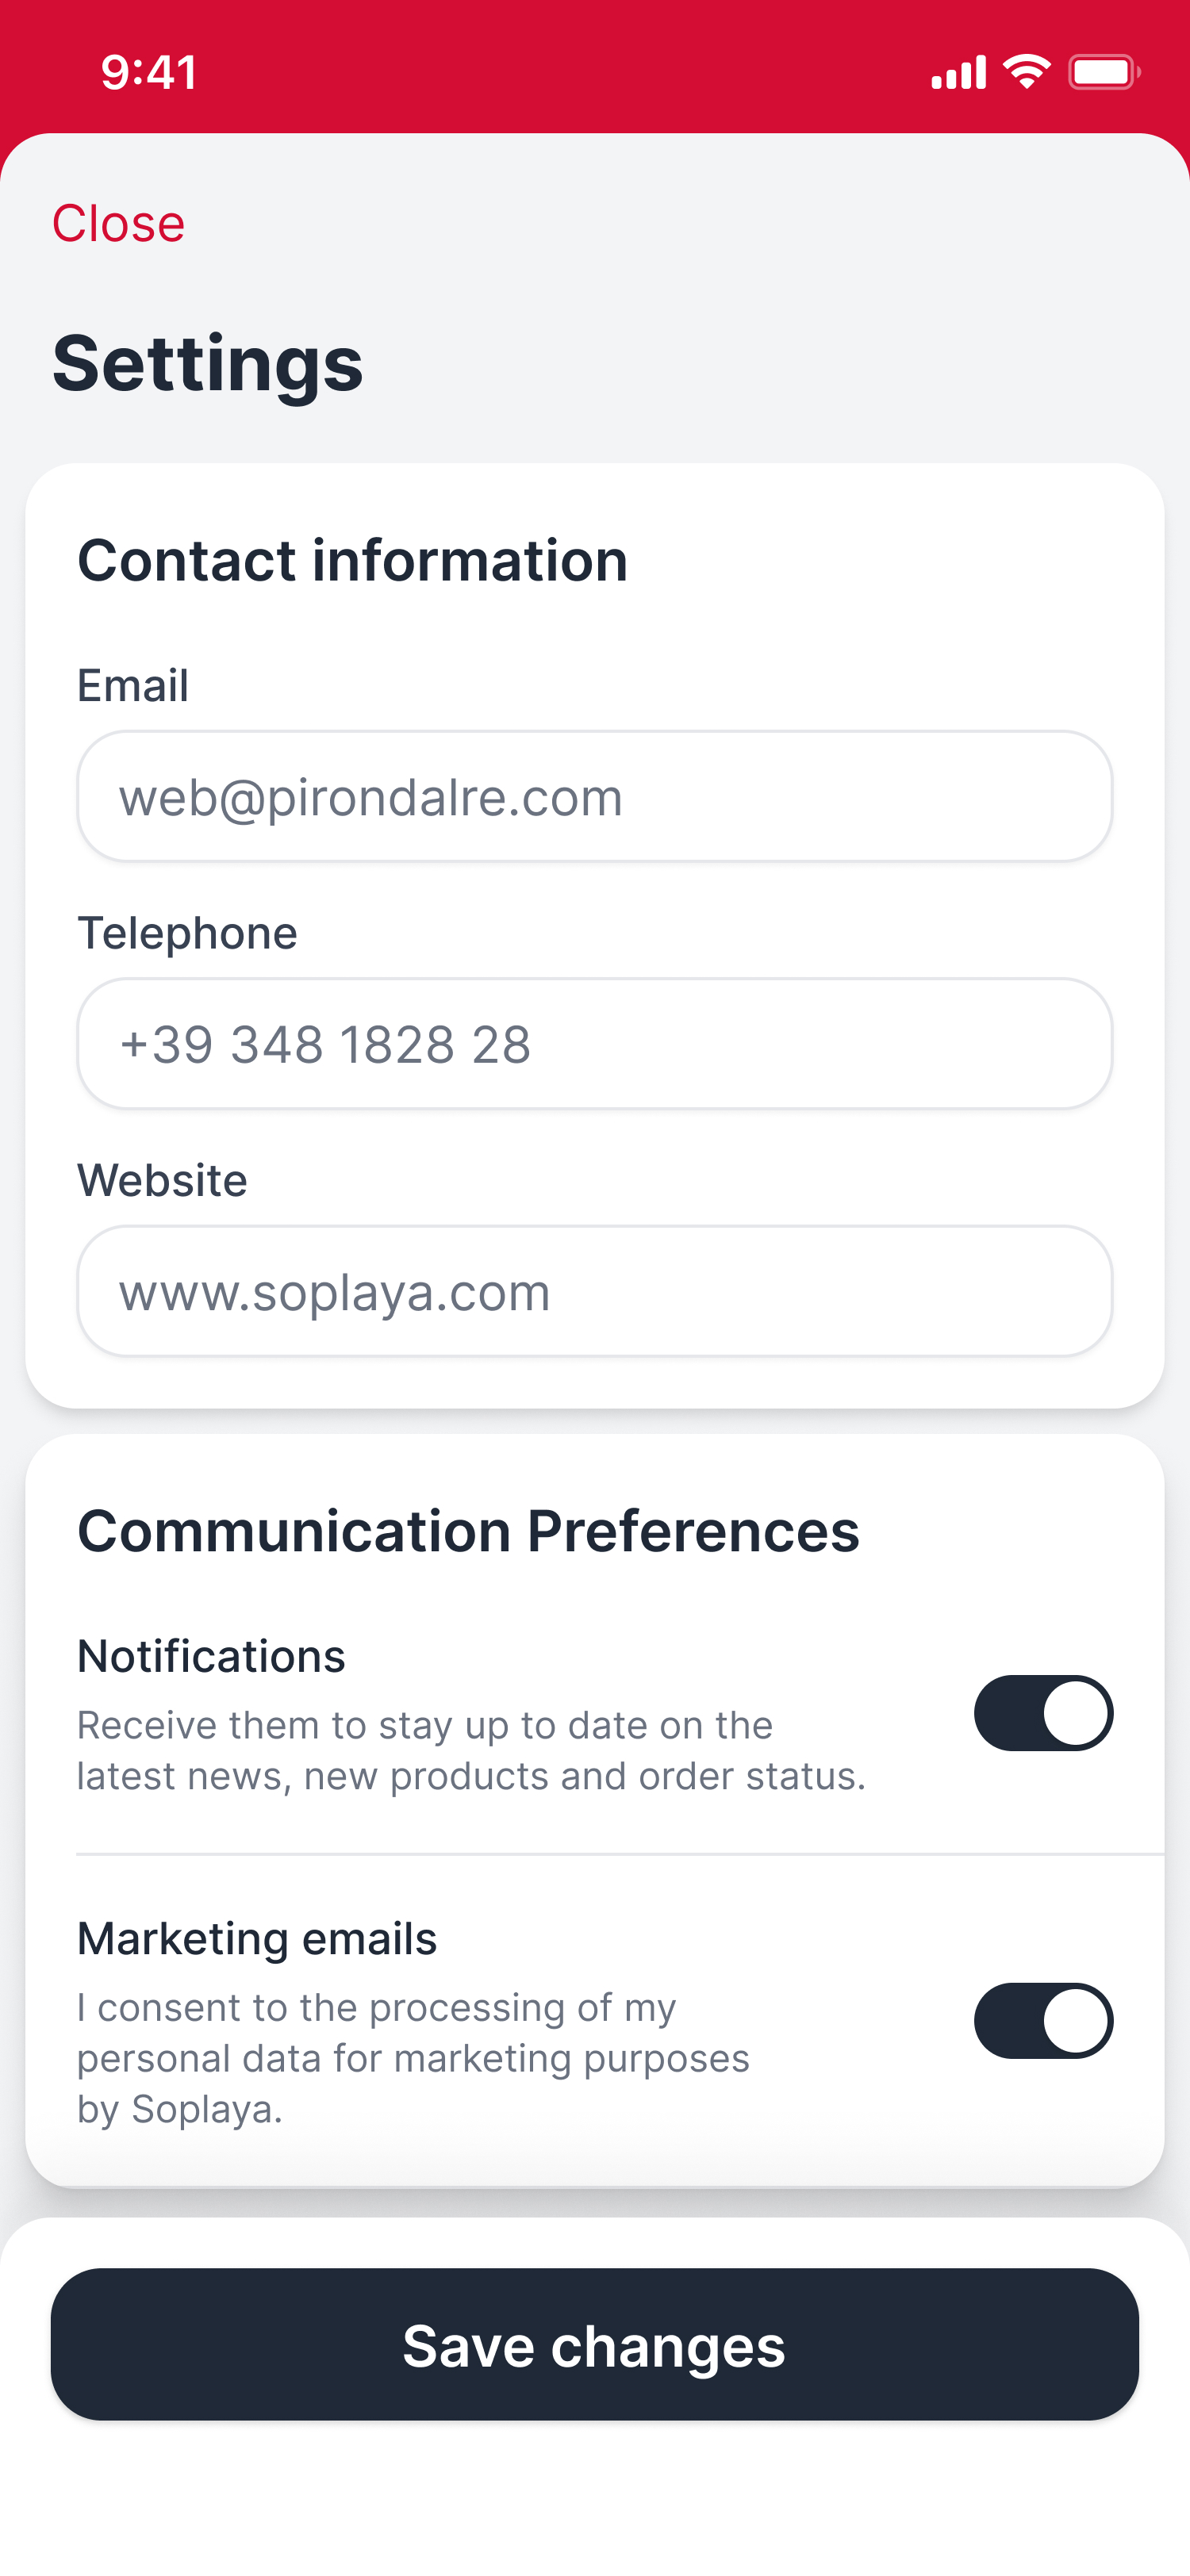 9:41
Close
Settings
Contact information
Email
web@pirondalre.com
Telephone
+39 348 1828 28
Website
www.soplaya.com
Communication Preferences
Notifications
Receive them to stay up to date on the
latest news, new products and order status.
Marketing emails
I consent to the processing of my
personal data for marketing purposes
by Soplaya.
Save changes